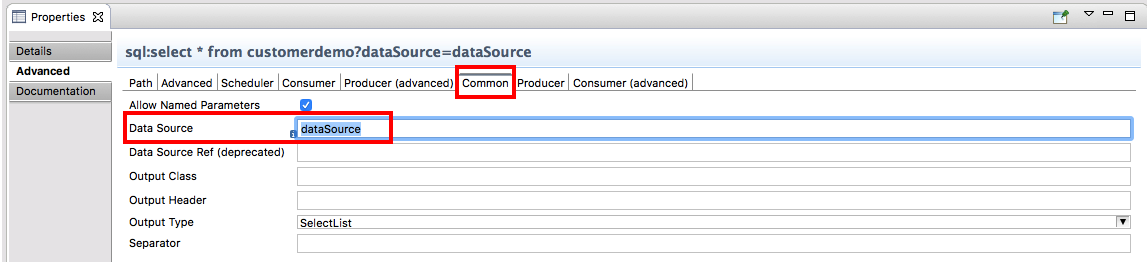 Properties
Details
Advanced
Documentation
sql:select * from customerdemo?dataSource=dataSource
Path Advanced Scheduler Consumer Producer (advanced) Common Producer Consumer (advanced)
Allow Named Parameters
Data Source dataSource
Data Source Ref (deprecated)
Output Class
Output Header
Output Type SelectList
Separator